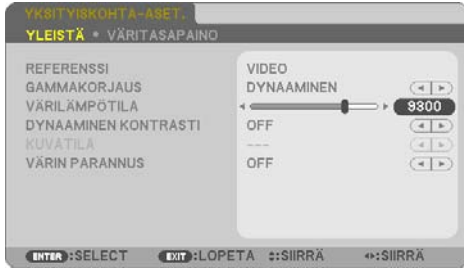 YKSITYISKOHTA-ASET.
YLEISTÄ • VÄRITASAPAINO
REFERENSSI VIDEO
GAMMAKORJAUS DYNAAMINEN
VÄRILÄMPÖTILA 9300
DYNAAMINEN KONTRASTI OFF
KUVATILA ---
VÄRIN PARANNUS OFF
ENTER :SELECT EXIT :LOPETA :SIIRRÄ :SIIRRÄ